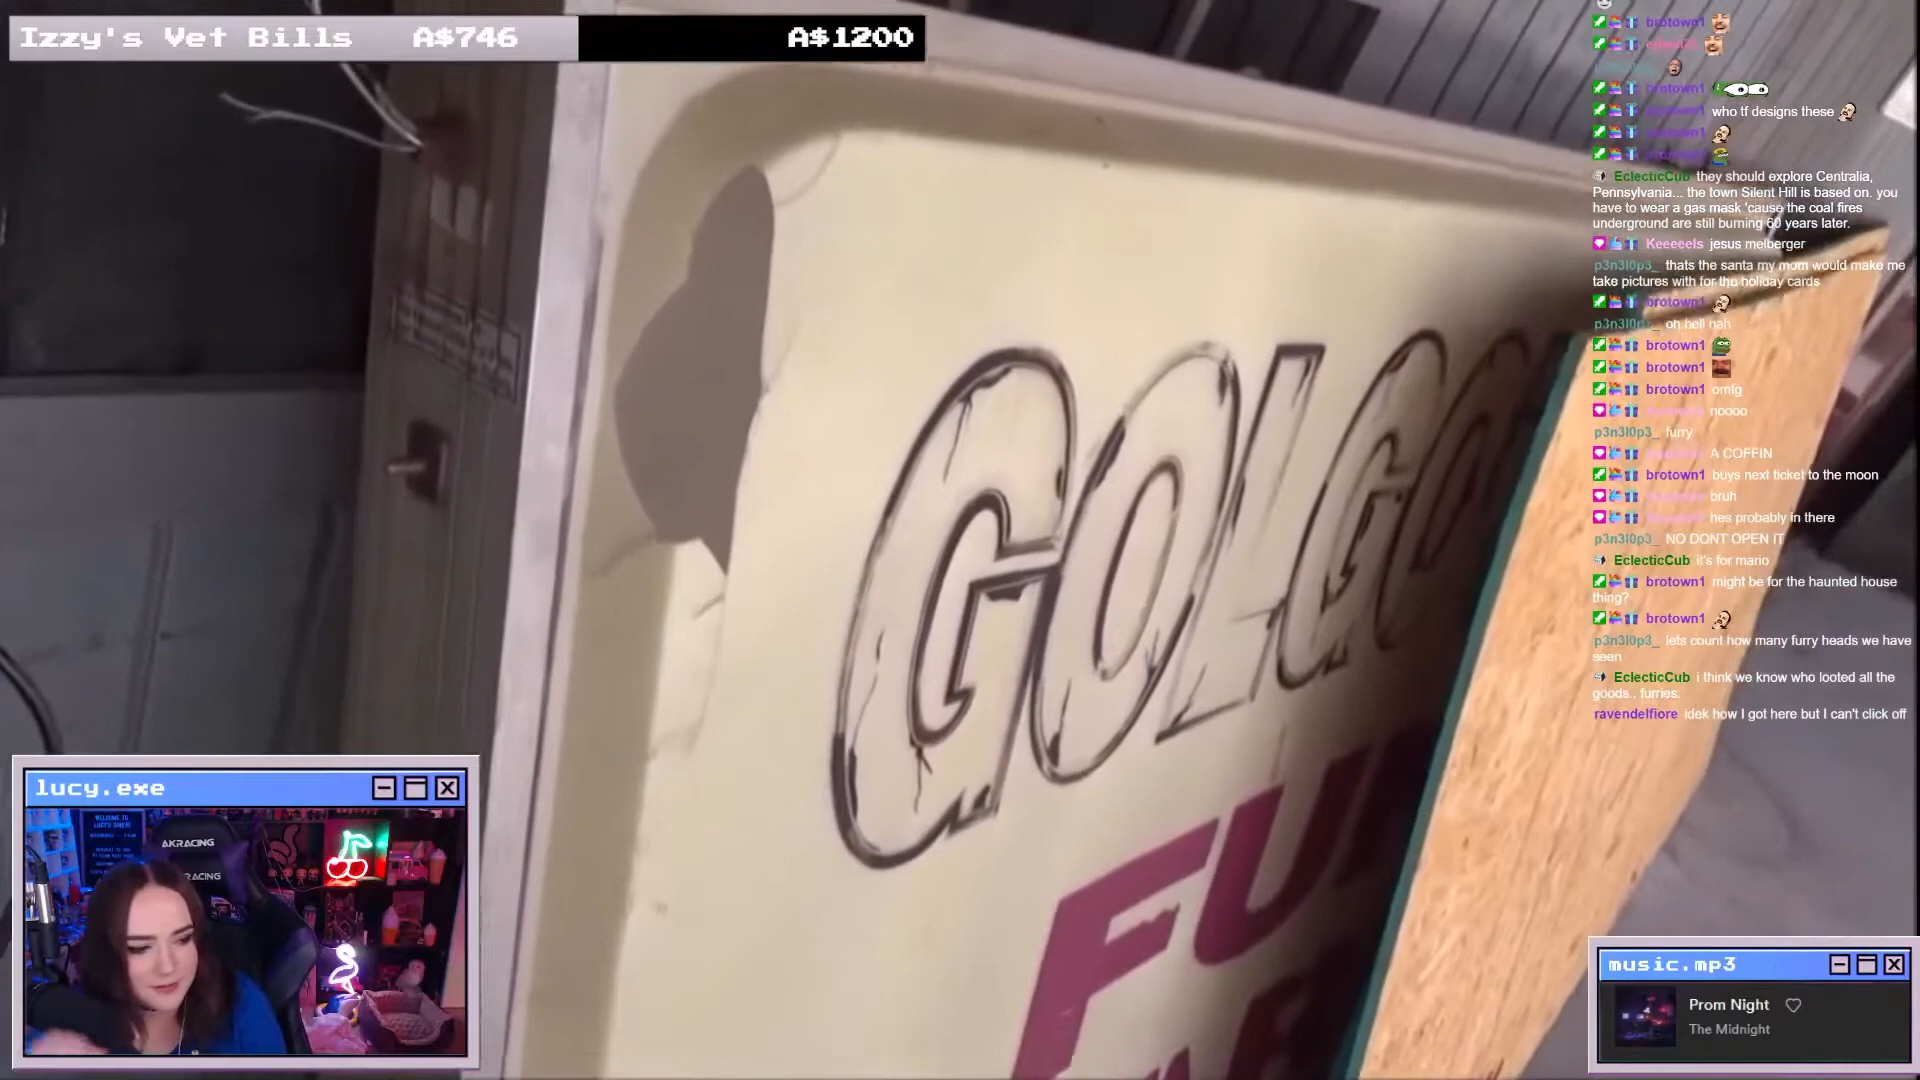 Izzy's Vet Bills A$746 A$1200
brotown1
brotown1
brotown1 who tf designs these
EclecticCub they should explore Centralia,
Pennsylvania... the town Silent Hill is based on. you
have to wear a gas mask 'cause the coal fires
underground are still burning 60 years later.
Keeeeels jesus melberger
p3n3l0p3_ thats the santa my mom would make me
take pictures with for the holiday cards
brotown1
p3n3l0p3_ oh hell nah
brotown1
brotown1
brotown1 omfg
noooo
p3n3l0p3_ furry
A COFFIN
brotown1 buys next ticket to the moon
bruh
hes probably in there
p3n3l0p3_ NO DONT OPEN IT
EclecticCub it's for mario
brotown1 might be for the haunted house
thing?
brotown1
p3n3l0p3_ lets count how many furry heads we have
seen
EclecticCub i think we know who looted all the
goods.. furries.
ravendelfiore idek how I got here but I can't click off
GOLGO
FU
lucy.exe
WELCOME TO
LUCY'S DINER!
AKRACING
RACING
music.mp3
Prom Night
The Midnight